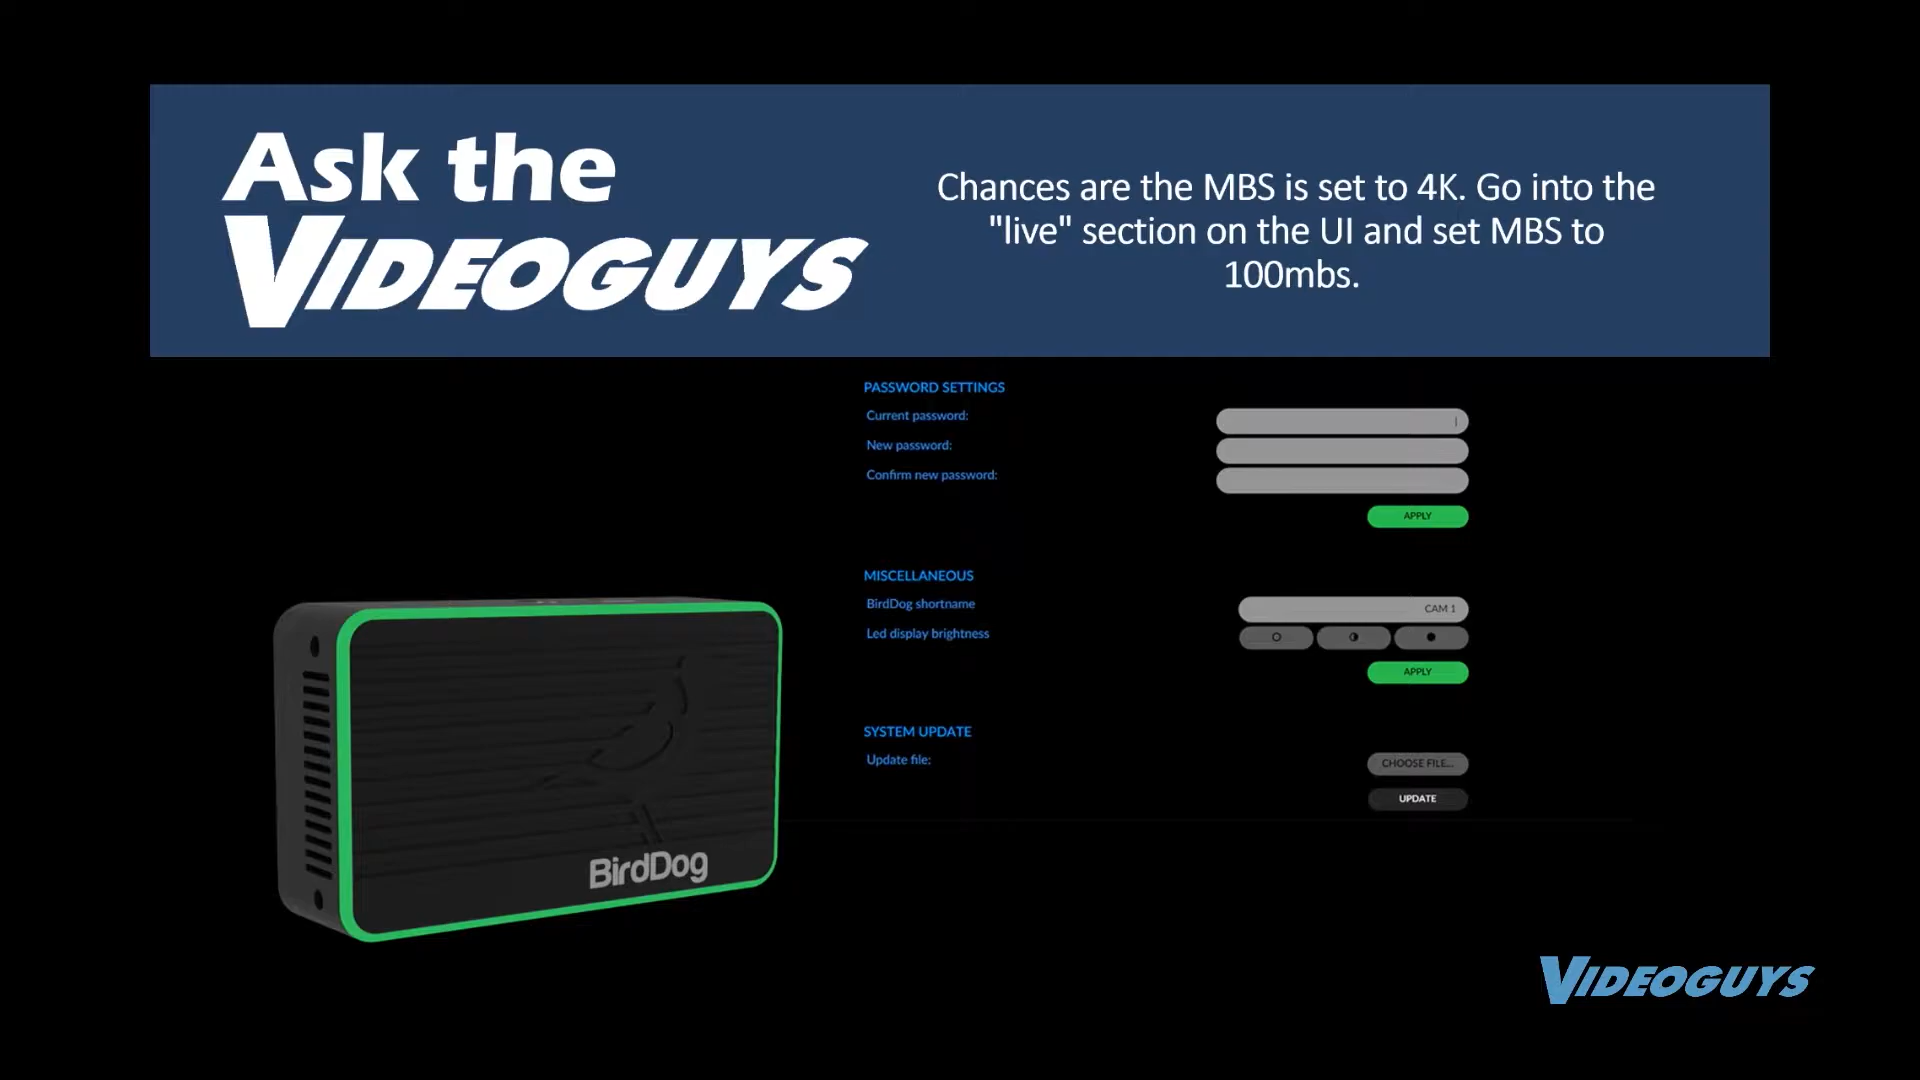 Ask the
VIDEOGUYS
Chances are the MBS is set to 4K. Go into the
"live" section on the UI and set MBS to
100mbs.
PASSWORD SETTINGS
Current password:
New password:
Confirm new password:
APPLY
MISCELLANEOUS
BirdDog shortname
CAM 1
Led display brightness
APPLY
SYSTEM UPDATE
Update file:
CHOOSE FILE...
UPDATE
BirdDog
VIDEOGUYS